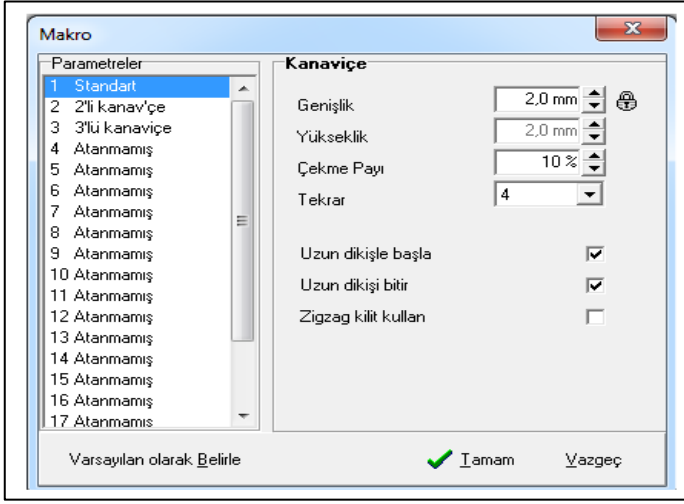 Makro
Parametreler
1 Standart
2 2'li kanav'çe
3 3'lü kanaviçe
4 Atanmamış
5 Atanmamış
6 Atanmamış
7 Atanmamış
8 Atanmamış
9 Atanmamış
10 Atanmamış
11 Atanmamış
12 Atanmamış
13 Atanmamış
14 Atanmamış
15 Atanmamış
16 Atanmamış
17 Atanmamış
Kanaviçe
Genişlik 2,0 mm
Yükseklik 2,0 mm
Çekme Payı 10 %
Tekrar 4
Uzun dikişle başla
Uzun dikişi bitir
Zigzag kilit kullan
Varsayılan olarak Belirle Tamam Vazgeç